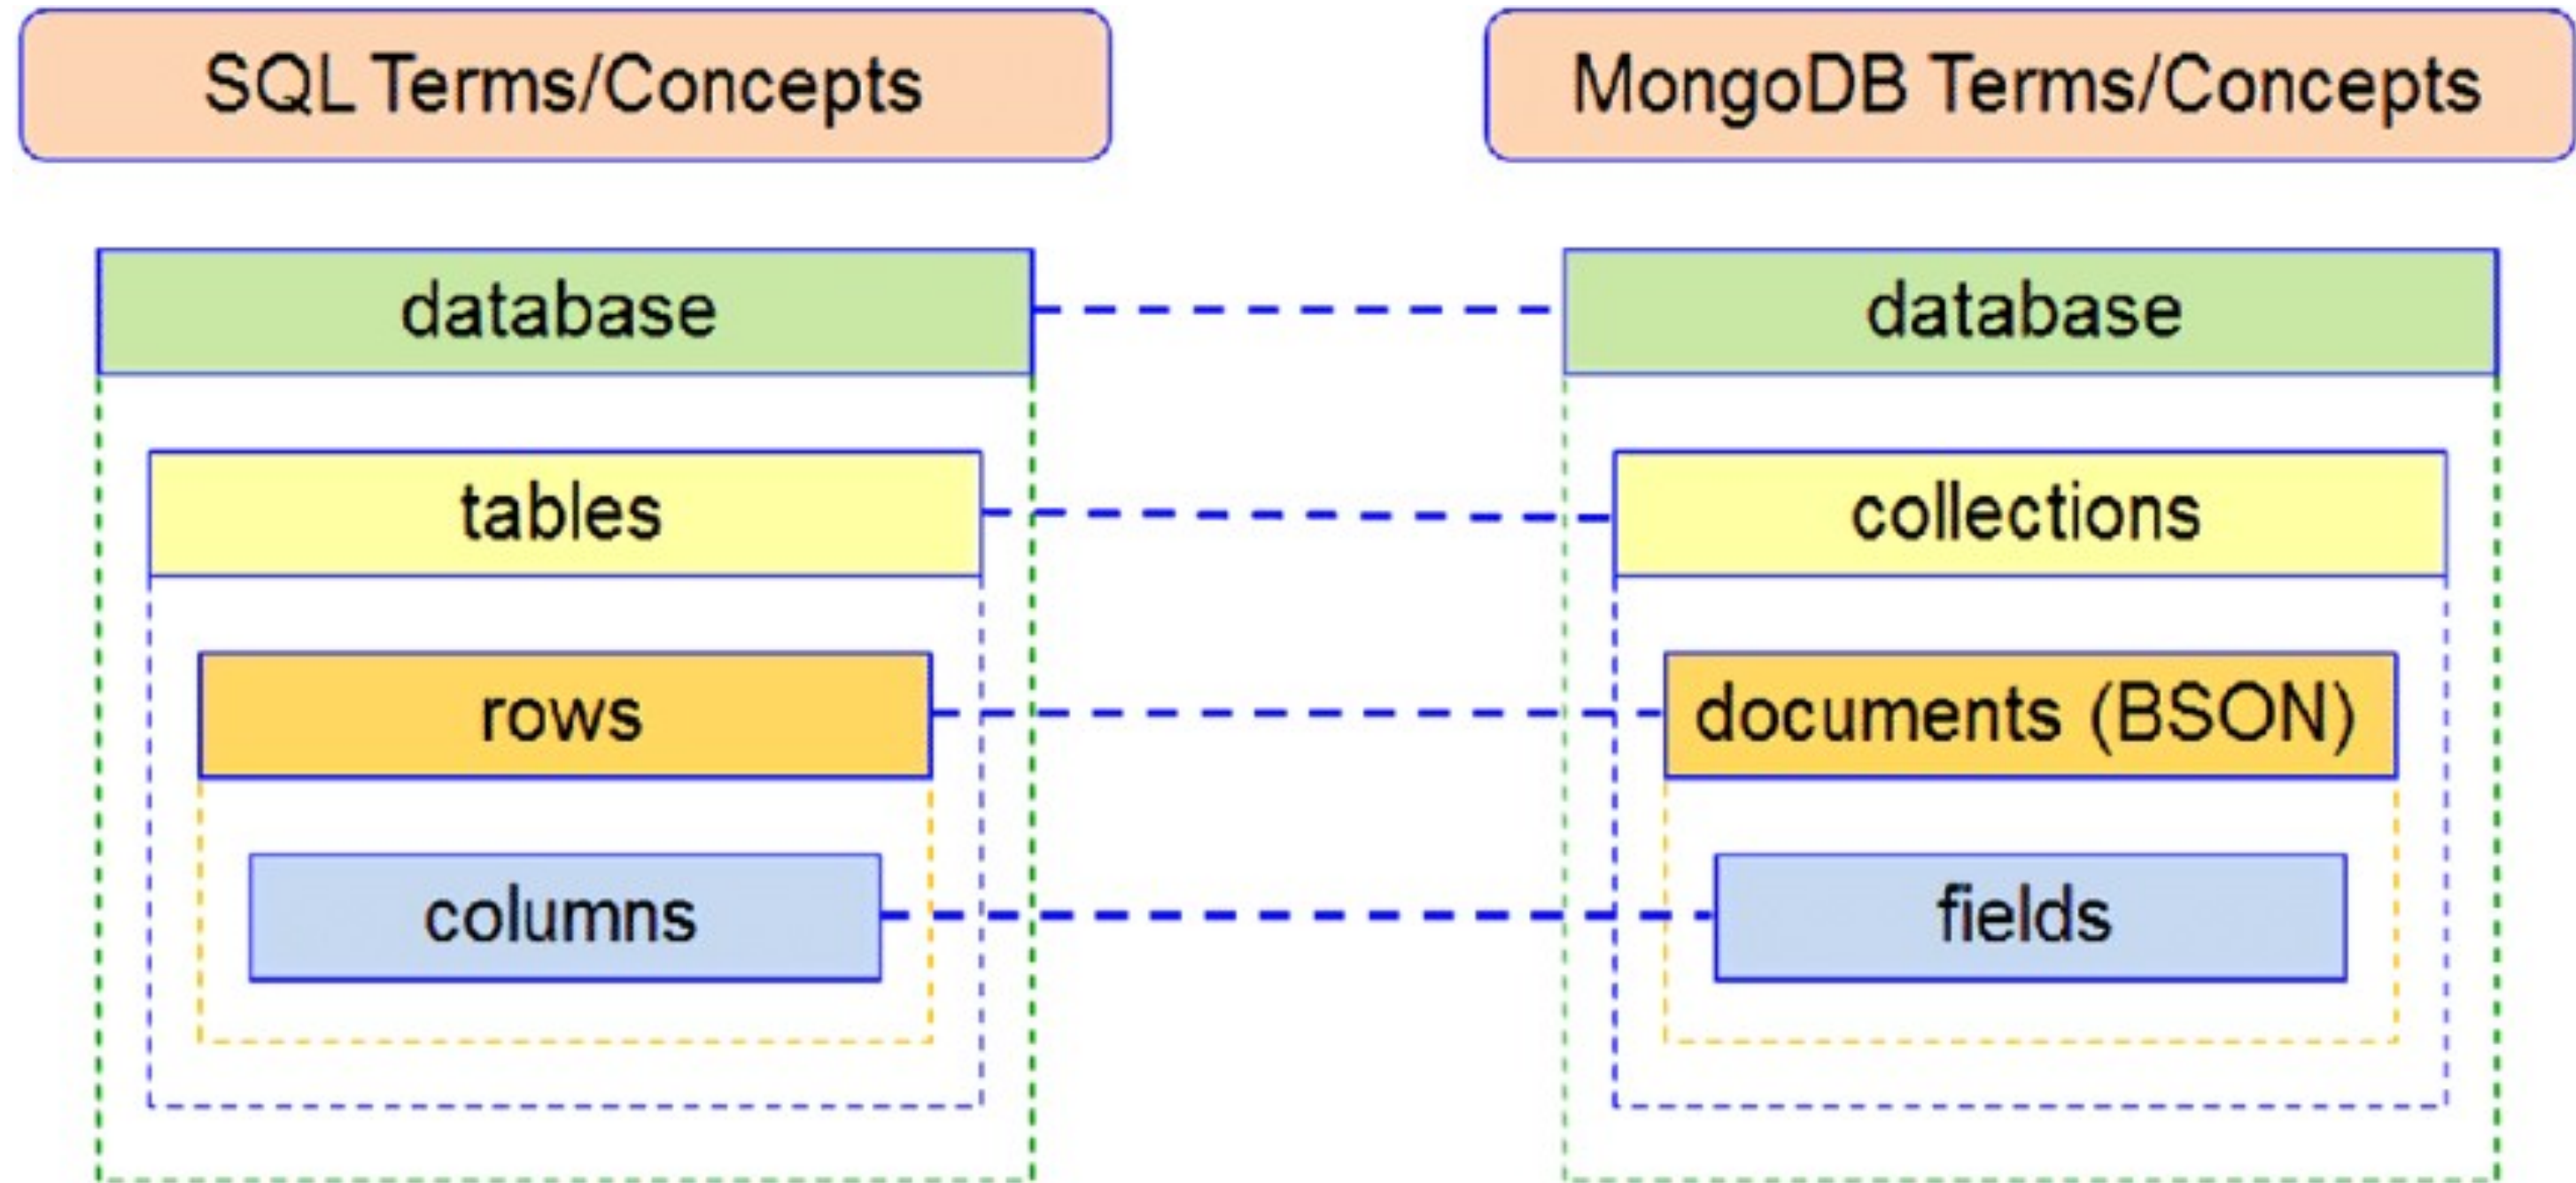 SQL Terms/Concepts
MongoDB Terms/Concepts
database
database
tables
collections
rows
documents (BSON)
columns
fields